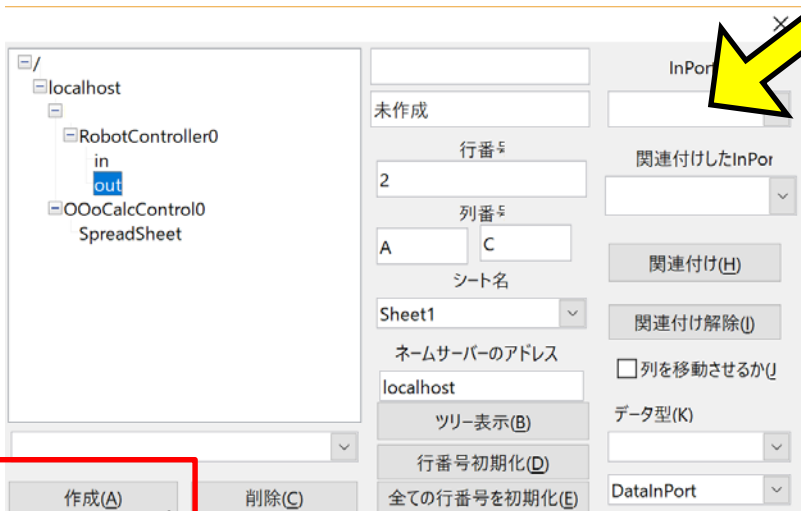 /
localhost
RobotController0
in
out
OOoCalcControl0
SpreadSheet
作成(A)
削除(C)
未作成
行番号
2
列番号
A
C
シート名
Sheet1
ネームサーバーのアドレス
localhost
ツリー表示(B)
行番号初期化(D)
全ての行番号を初期化(E)
InPor
関連付けしたInPor
関連付け(H)
関連付け解除(I)
列を移動させるか(J
データ型(K)
DataInPort